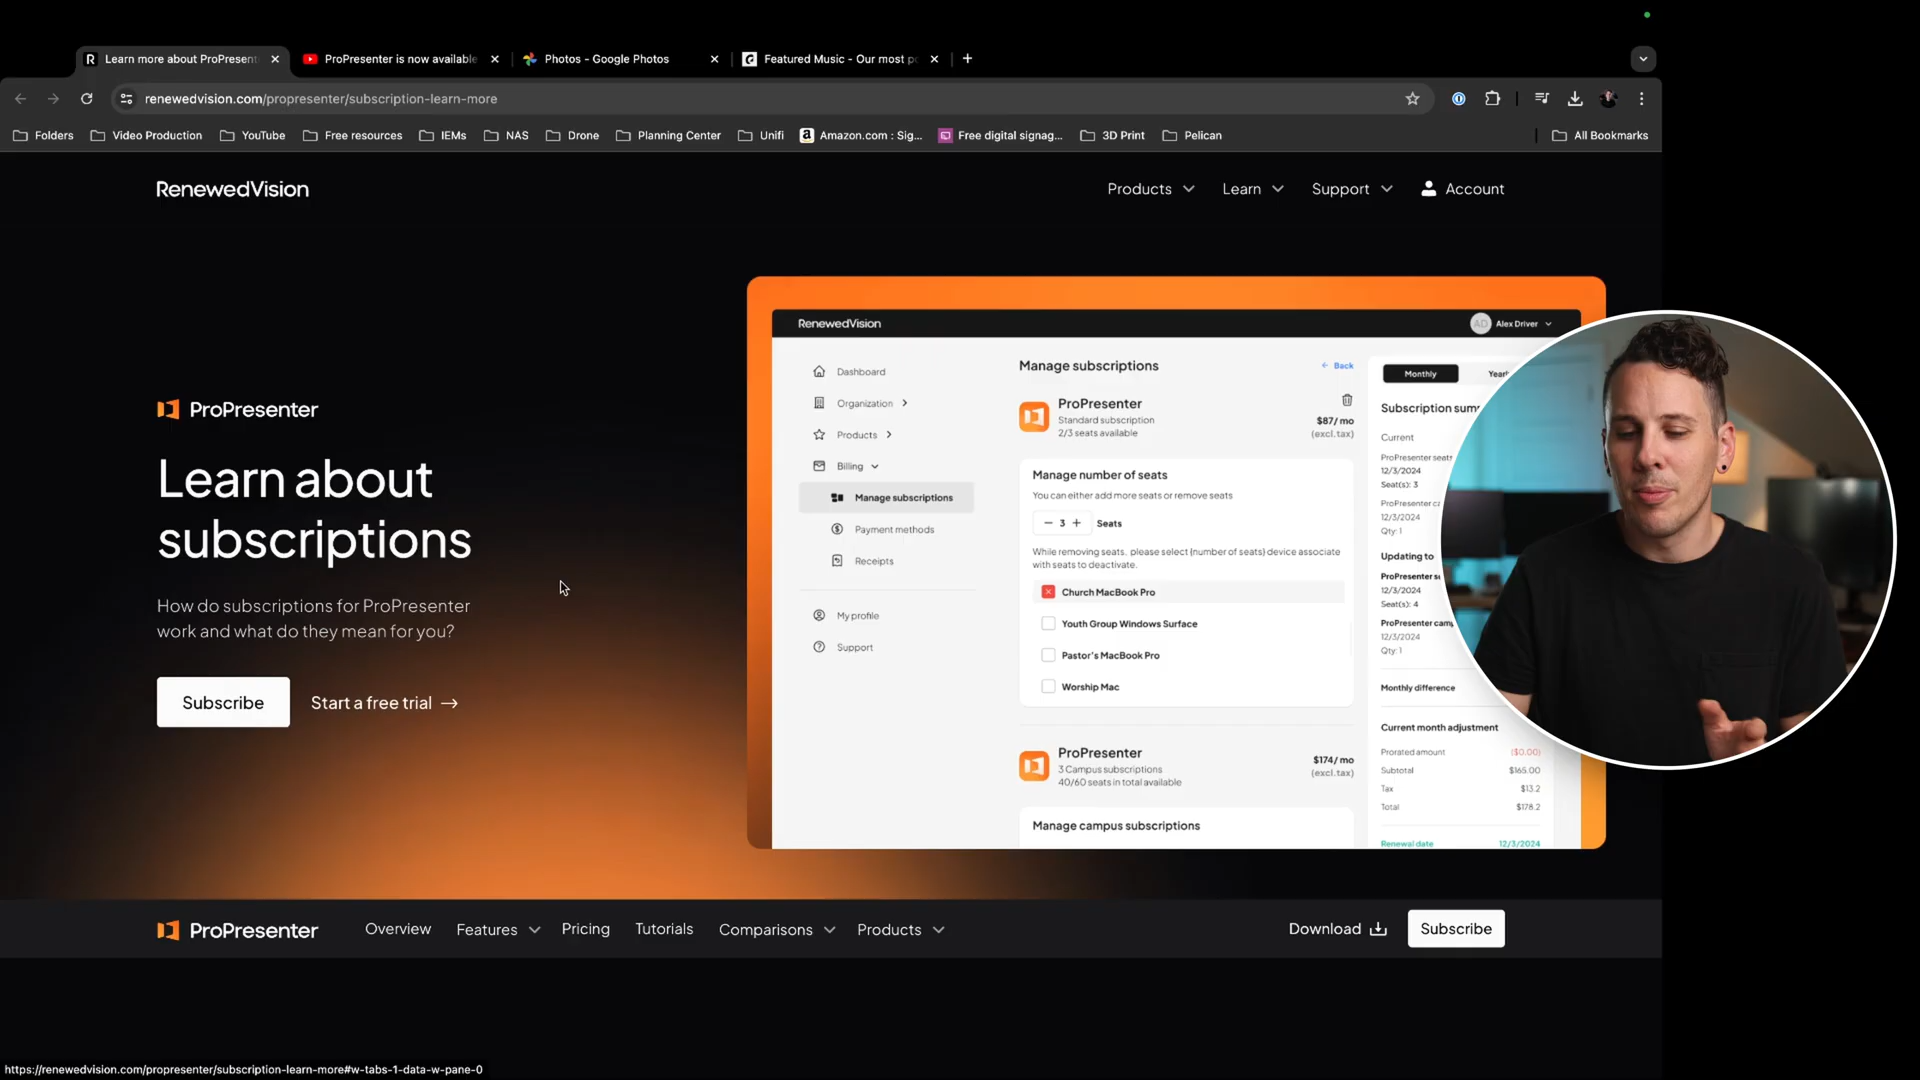 Learn more about ProPresent
ProPresenter is now available
Photos - Google Photos
Featured Music - Our most po
renewedvision.com/propresenter/subscription-learn-more
Folders
Video Production
YouTube
Free resources
IEMs
NAS
Drone
Planning Center
Unifi
Amazon.com : Sig...
Free digital signag...
3D Print
Pelican
All Bookmarks
RenewedVision
Products
Learn
Support
Account
ProPresenter
Learn about
subscriptions
How do subscriptions for ProPresenter
work and what do they mean for you?
Subscribe
Start a free trial →
RenewedVision
AD
Alex Driver
Dashboard
Organization
Products
Billing
Manage subscriptions
Payment methods
Receipts
My profile
Support
Manage subscriptions
← Back
ProPresenter
Standard subscription
2/3 seats available
$87/ mo
(excl.tax)
Manage number of seats
You can either add more seats or remove seats
− 3 + Seats
While removing seats, please select (number of seats) device associate
with seats to deactivate.
Church MacBook Pro
Youth Group Windows Surface
Pastor's MacBook Pro
Worship Mac
ProPresenter
3 Campus subscriptions
40/60 seats in total available
$174/ mo
(excl.tax)
Manage campus subscriptions
Monthly
Yearl
Subscription sum
Current
ProPresenter seats
12/3/2024
Seat(s): 3
ProPresenter ca
12/3/2024
Qty: 1
Updating to
ProPresenter se
12/3/2024
Seat(s): 4
ProPresenter camp
12/3/2024
Qty: 1
Monthly difference
Current month adjustment
Prorated amount ($0.00)
Subtotal $165.00
Tax $13.2
Total $178.2
Renewal date 12/3/2024
ProPresenter
Overview
Features
Pricing
Tutorials
Comparisons
Products
Download
Subscribe
https://renewedvision.com/propresenter/subscription-learn-more#w-tabs-1-data-w-pane-0